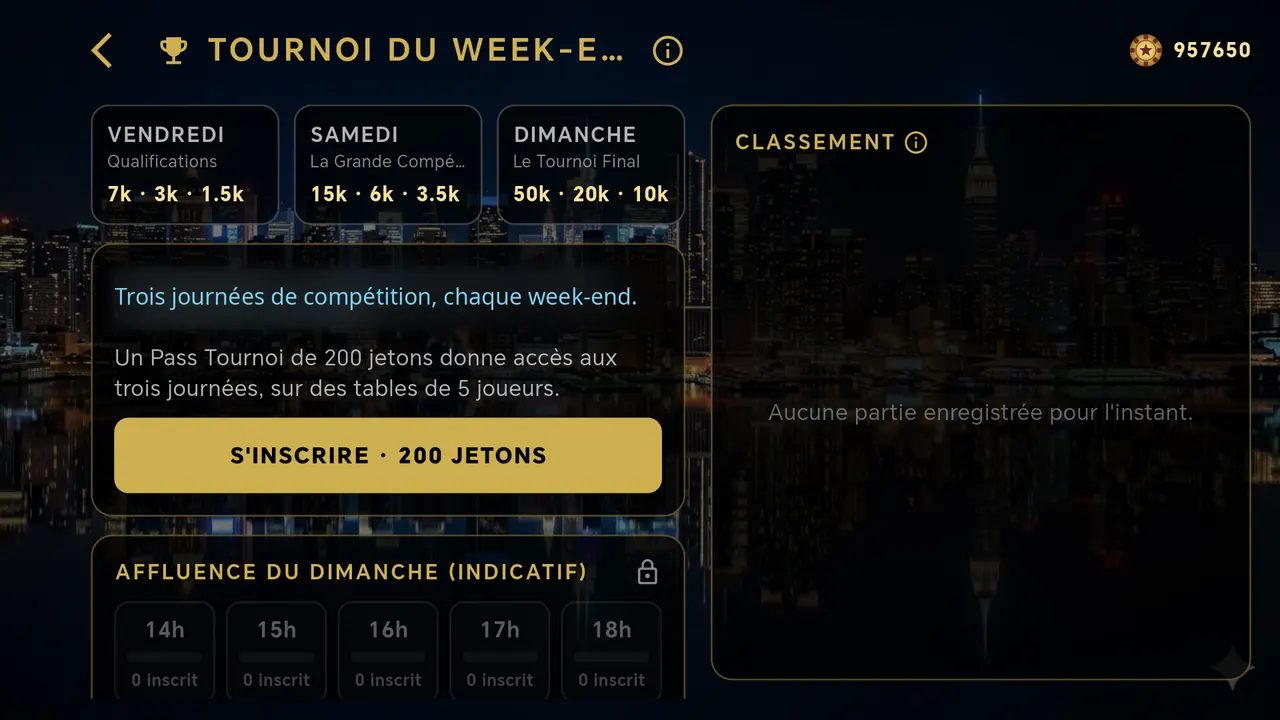 TOURNOI DU WEEK-E…
957650
VENDREDI
Qualifications
7k · 3k · 1.5k
SAMEDI
La Grande Compé…
15k · 6k · 3.5k
DIMANCHE
Le Tournoi Final
50k · 20k · 10k
Trois journées de compétition, chaque week-end.
Un Pass Tournoi de 200 jetons donne accès aux
trois journées, sur des tables de 5 joueurs.
S'INSCRIRE · 200 JETONS
AFFLUENCE DU DIMANCHE (INDICATIF)
14h
0 inscrit
15h
0 inscrit
16h
0 inscrit
17h
0 inscrit
18h
0 inscrit
CLASSEMENT
Aucune partie enregistrée pour l'instant.